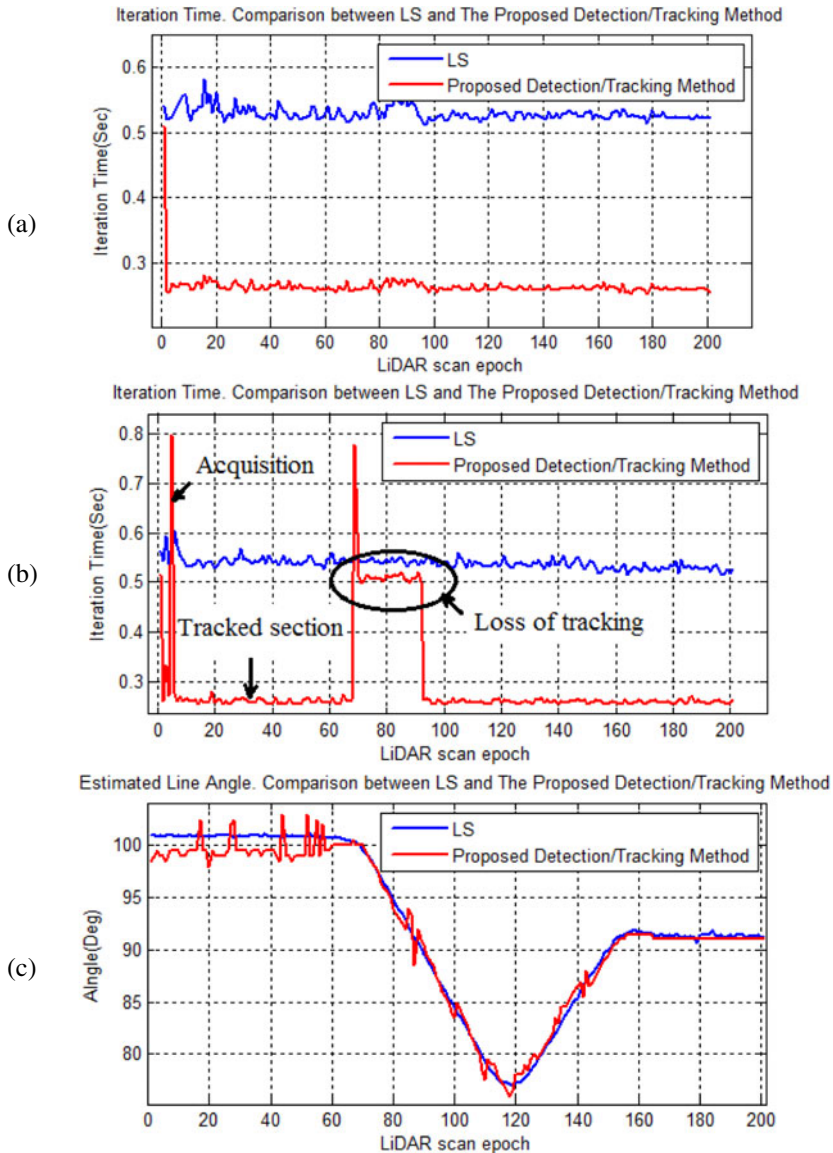 Iteration Time. Comparison between LS and The Proposed Detection/Tracking Method
LS
Proposed Detection/Tracking Method
0.6
0.5
0.4
0.3
Iteration Time(Sec)
(a)
0 20 40 60 80 100 120 140 160 180 200
LiDAR scan epoch
Iteration Time. Comparison between LS and The Proposed Detection/Tracking Method
LS
Proposed Detection/Tracking Method
0.8
0.7
0.6
0.5
0.4
0.3
Iteration Time(Sec)
(b)
Acquisition
Tracked section
Loss of tracking
0 20 40 60 80 100 120 140 160 180 200
LiDAR scan epoch
Estimated Line Angle. Comparison between LS and The Proposed Detection/Tracking Method
LS
Proposed Detection/Tracking Method
100
95
90
85
80
AIngle(Deg)
(c)
0 20 40 60 80 100 120 140 160 180 200
LiDAR scan epoch